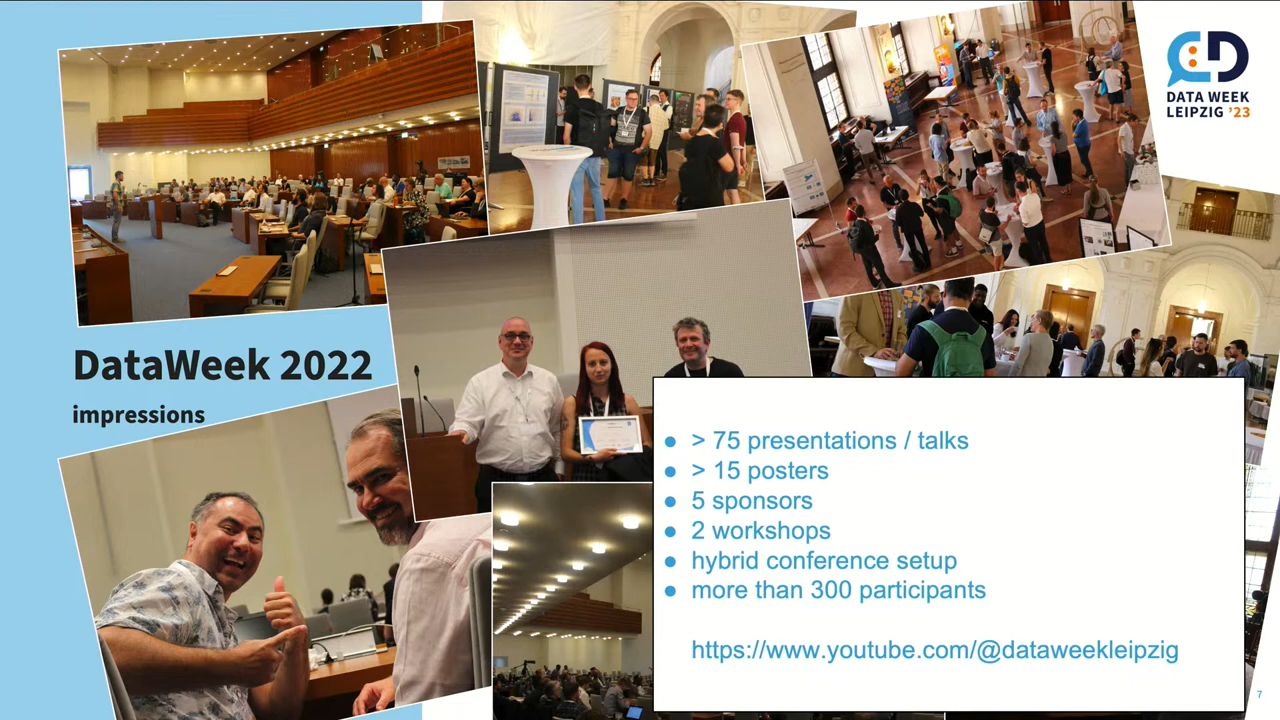 DATA WEEK
LEIPZIG '23
DataWeek 2022
impressions
● > 75 presentations / talks
● > 15 posters
● 5 sponsors
● 2 workshops
● hybrid conference setup
● more than 300 participants
https://www.youtube.com/@dataweekleipzig
7